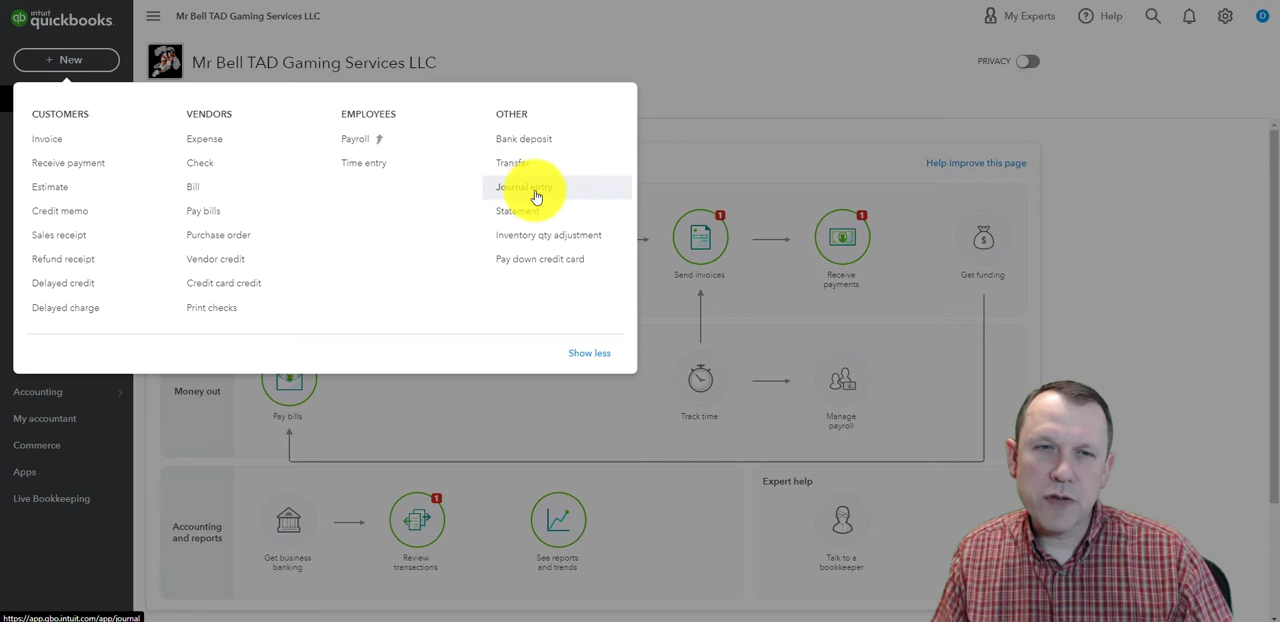 intuit
quickbooks.
Mr Bell TAD Gaming Services LLC
My Experts
Help
D
+ New
Mr Bell TAD Gaming Services LLC
PRIVACY
CUSTOMERS
Invoice
Receive payment
Estimate
Credit memo
Sales receipt
Refund receipt
Delayed credit
Delayed charge
VENDORS
Expense
Check
Bill
Pay bills
Purchase order
Vendor credit
Credit card credit
Print checks
EMPLOYEES
Payroll
Time entry
OTHER
Bank deposit
Transfer
Journal entry
Statement
Inventory qty adjustment
Pay down credit card
Show less
Help improve this page
1
Send invoices
1
Receive
payments
Get funding
Accounting
My accountant
Commerce
Apps
Live Bookkeeping
Money out
Pay bills
Track time
Manage
payroll
Accounting
and reports
Get business
banking
1
Review
transactions
See reports
and trends
Expert help
Talk to a
bookkeeper
https://app.qbo.intuit.com/app/journal